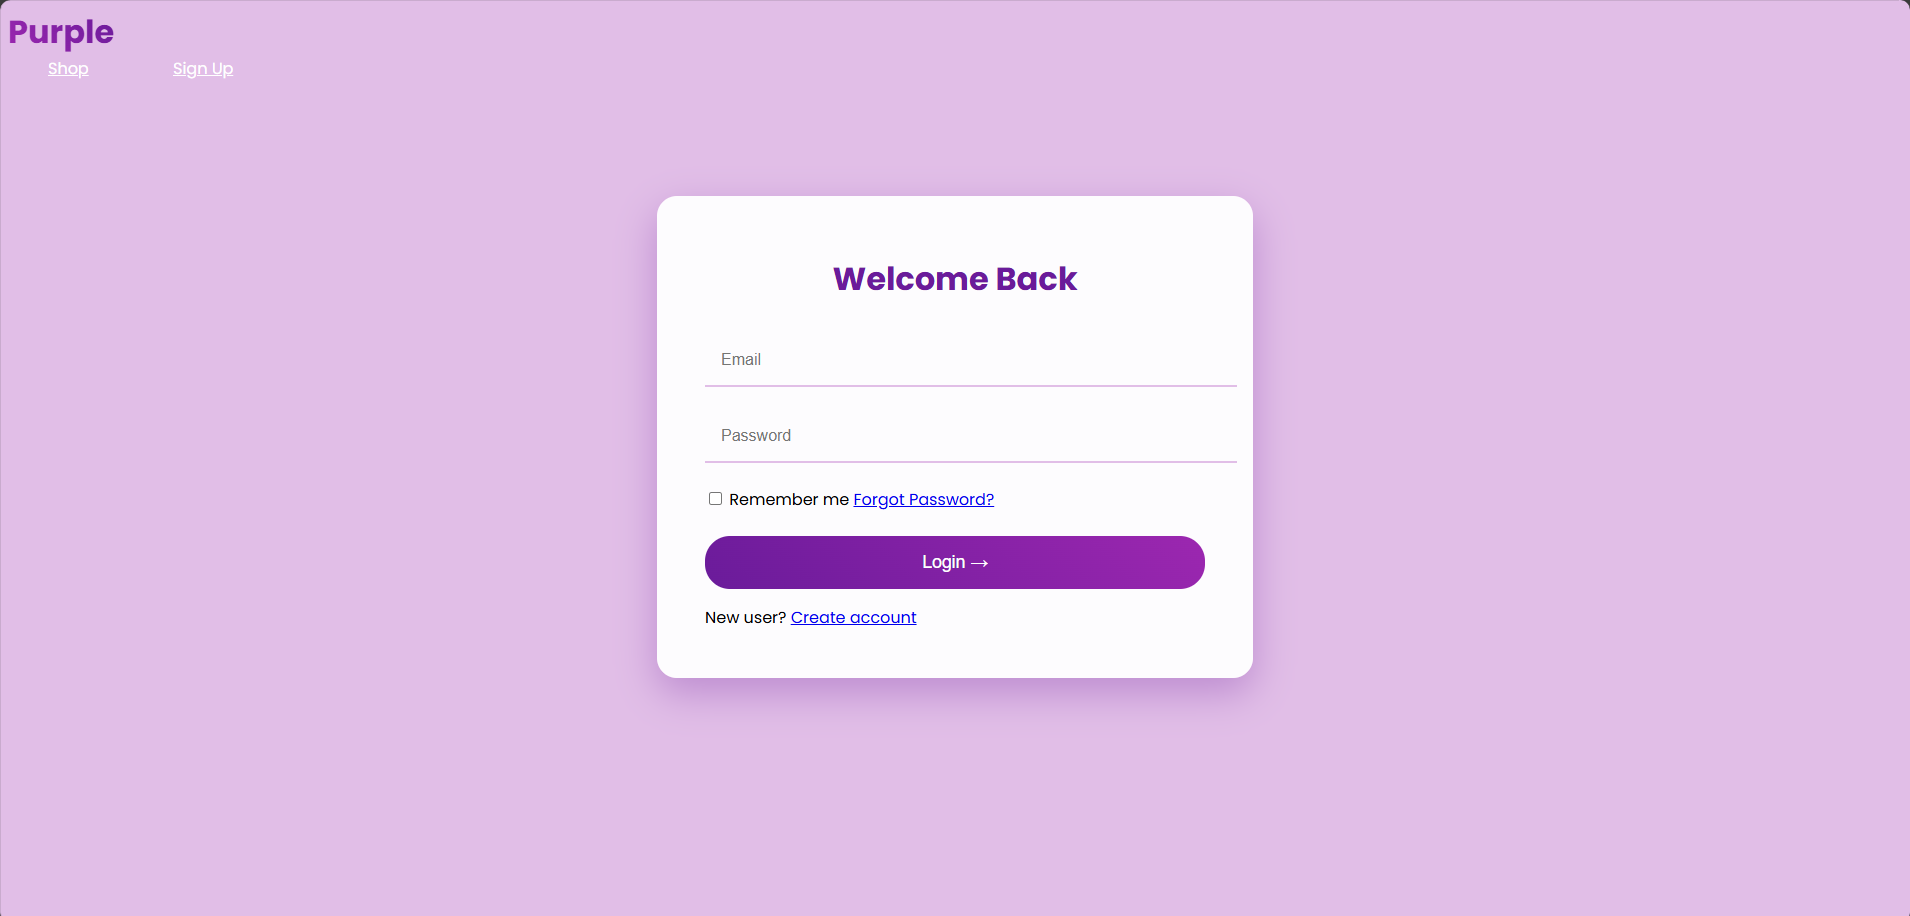 Purple
Shop Sign Up
Welcome Back
Email
Password
Remember me Forgot Password?
Login →
New user? Create account